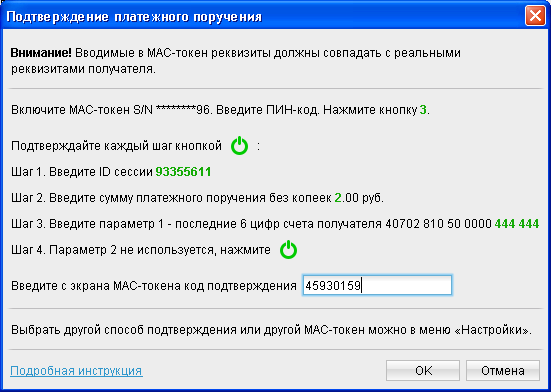 Подтверждение платежного поручения
Внимание! Вводимые в MAC-токен реквизиты должны совпадать с реальными
реквизитами получателя.
Включите MAC-токен S/N ********96. Введите ПИН-код. Нажмите кнопку 3.
Подтверждайте каждый шаг кнопкой :
Шаг 1. Введите ID сессии 93355611
Шаг 2. Введите сумму платежного поручения без копеек 2.00 руб.
Шаг 3. Введите параметр 1 - последние 6 цифр счета получателя 40702 810 50 0000 444 444
Шаг 4. Параметр 2 не используется, нажмите
Введите с экрана MAC-токена код подтверждения 45930159
Выбрать другой способ подтверждения или другой MAC-токен можно в меню «Настройки».
Подробная инструкция OK Отмена